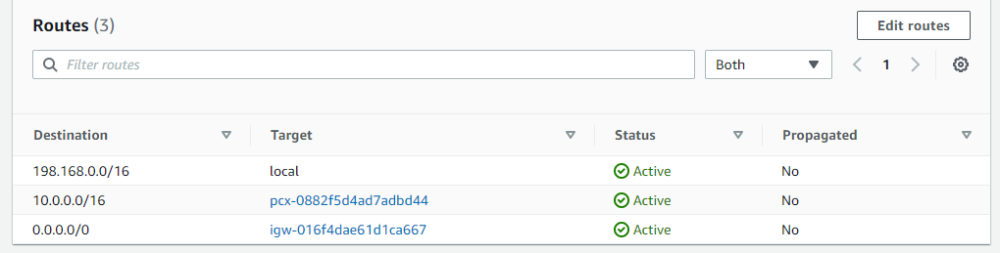 Routes (3)
Edit routes
Filter routes
Both
1
Destination Target Status Propagated
198.168.0.0/16 local Active No
10.0.0.0/16 pcx-0882f5d4ad7adbd44 Active No
0.0.0.0/0 igw-016f4dae61d1ca667 Active No